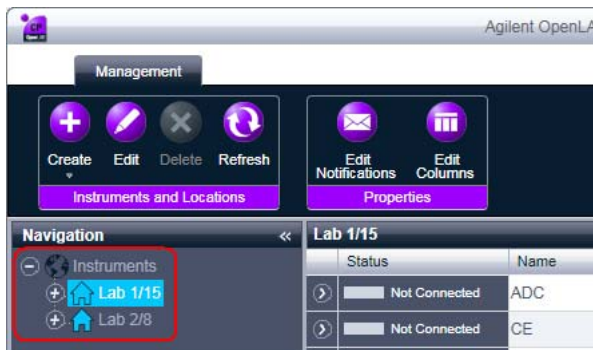 CP
Agilent OpenLA
Management
Create Edit Delete Refresh
Edit Notifications
Edit Columns
Instruments and Locations
Properties
Navigation «
Lab 1/15
Instruments
Lab 1/15
Lab 2/8
Status Name
Not Connected ADC
Not Connected CE